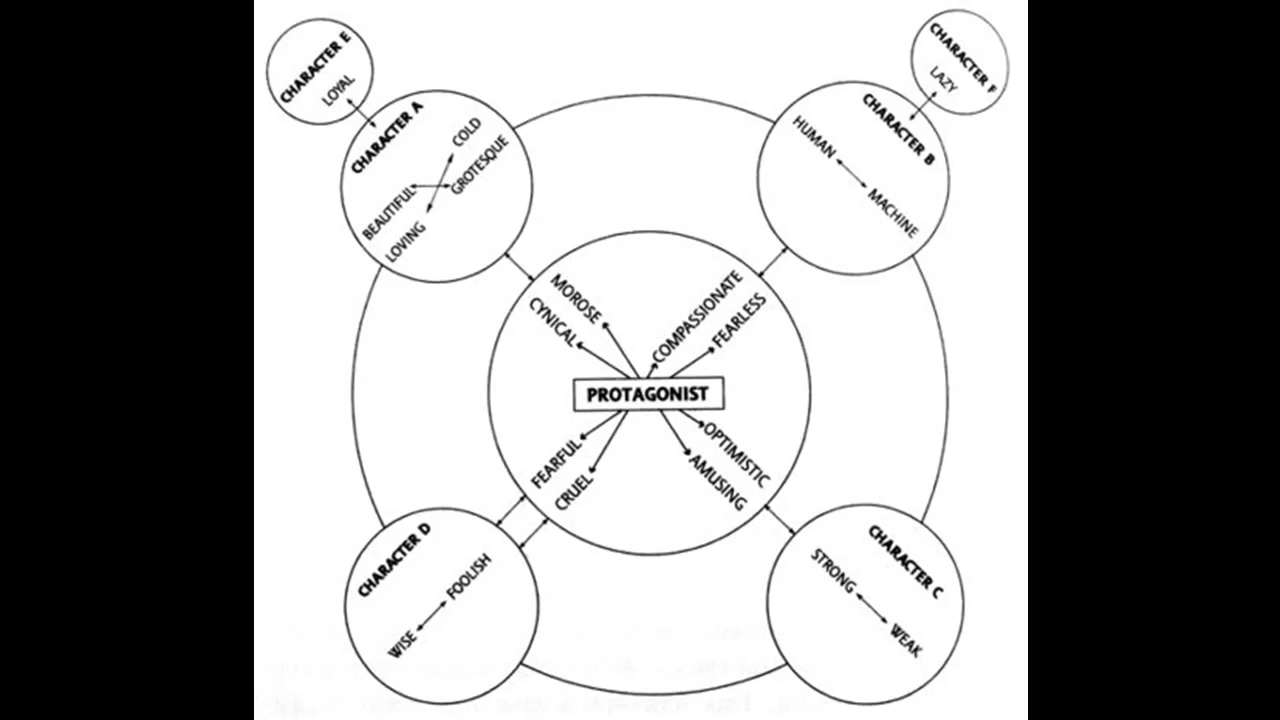 CHARACTER E
LOYAL
CHARACTER F
LAZY
CHARACTER A
COLD
GROTESQUE
BEAUTIFUL
LOVING
CHARACTER B
HUMAN
MACHINE
MOROSE
CYNICAL
COMPASSIONATE
FEARLESS
PROTAGONIST
FEARFUL
CRUEL
OPTIMISTIC
AMUSING
CHARACTER D
FOOLISH
WISE
CHARACTER C
STRONG
WEAK